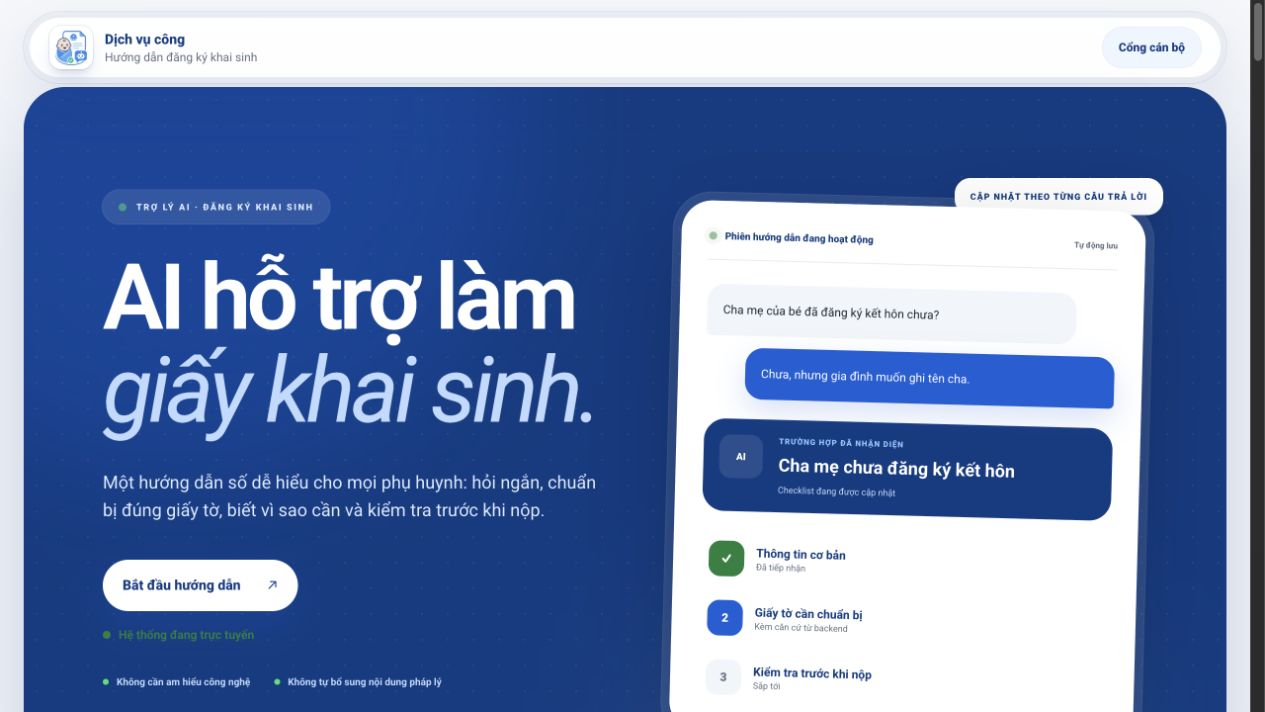 Dịch vụ công
Hướng dẫn đăng ký khai sinh
Cổng cán bộ
TRỢ LÝ AI · ĐĂNG KÝ KHAI SINH
AI hỗ trợ làm
giấy khai sinh.
Một hướng dẫn số dễ hiểu cho mọi phụ huynh: hỏi ngắn, chuẩn
bị đúng giấy tờ, biết vì sao cần và kiểm tra trước khi nộp.
Bắt đầu hướng dẫn
Hệ thống đang trực tuyến
Không cần am hiểu công nghệ
Không tự bổ sung nội dung pháp lý
CẬP NHẬT THEO TỪNG CÂU TRẢ LỜI
Phiên hướng dẫn đang hoạt động
Tự động lưu
Cha mẹ của bé đã đăng ký kết hôn chưa?
Chưa, nhưng gia đình muốn ghi tên cha.
AI
TRƯỜNG HỢP ĐÃ NHẬN DIỆN
Cha mẹ chưa đăng ký kết hôn
Checklist đang được cập nhật
Thông tin cơ bản
Đã tiếp nhận
2
Giấy tờ cần chuẩn bị
Kèm căn cứ từ backend
3
Kiểm tra trước khi nộp
Sắp tới